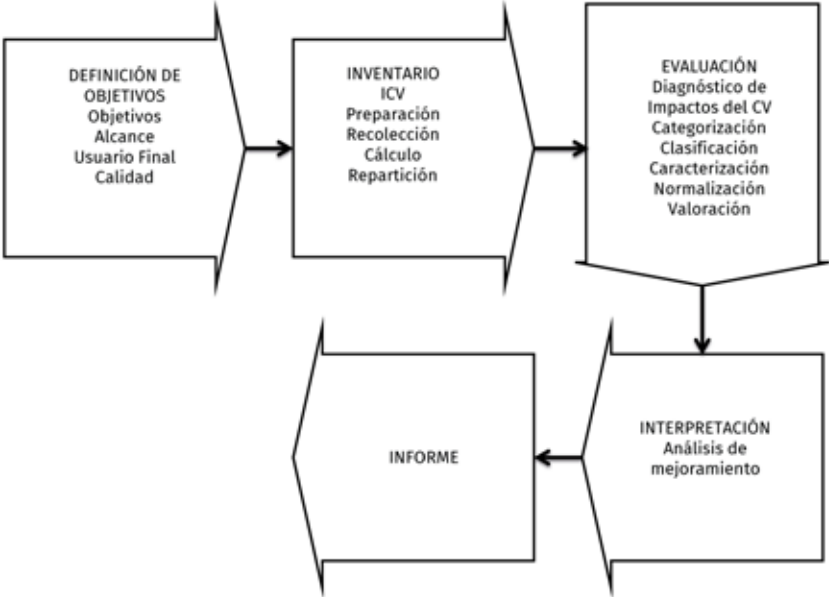 DEFINICIÓN DE
OBJETIVOS
Objetivos
Alcance
Usuario Final
Calidad
INVENTARIO
ICV
Preparación
Recolección
Cálculo
Repartición
EVALUACIÓN
Diagnóstico de
Impactos del CV
Categorización
Clasificación
Caracterización
Normalización
Valoración
INTERPRETACIÓN
Análisis de
mejoramiento
INFORME